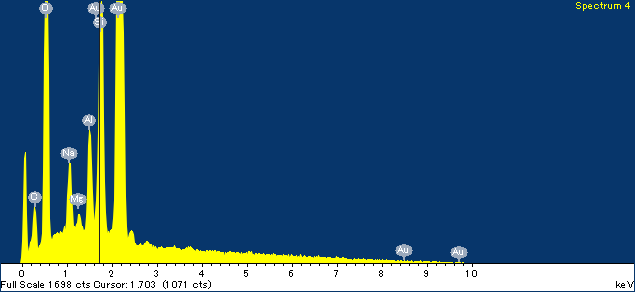 Spectrum 4
O Au Si Au
Al
Na
C Mg
Au Au
0 1 2 3 4 5 6 7 8 9 10
Full Scale 1698 cts Cursor: 1.703 (1071 cts) keV